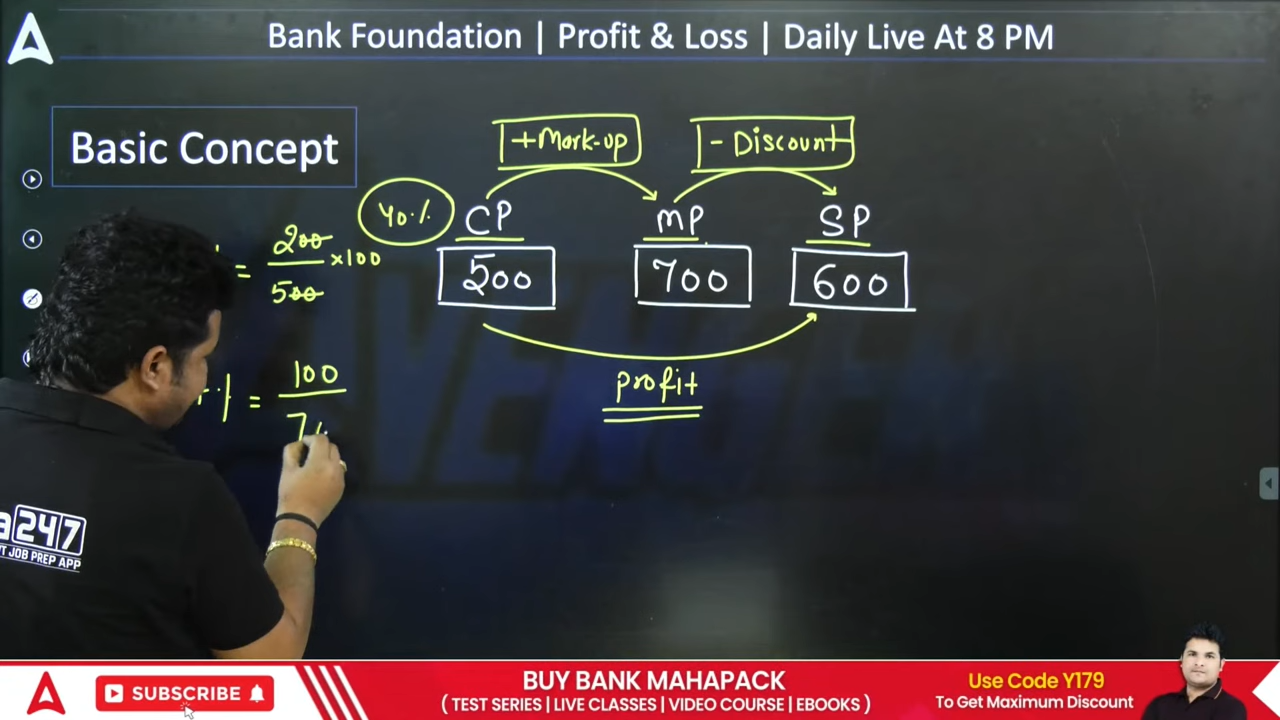 Bank Foundation | Profit & Loss | Daily Live At 8 PM
Basic Concept
+Mark-up
- Discount
40%
CP
MP
SP
= 200/500 ×100
500
700
600
% = 100/7
profit
a247
T JOB PREP APP
SUBSCRIBE
BUY BANK MAHAPACK
( TEST SERIES | LIVE CLASSES | VIDEO COURSE | EBOOKS )
Use Code Y179
To Get Maximum Discount